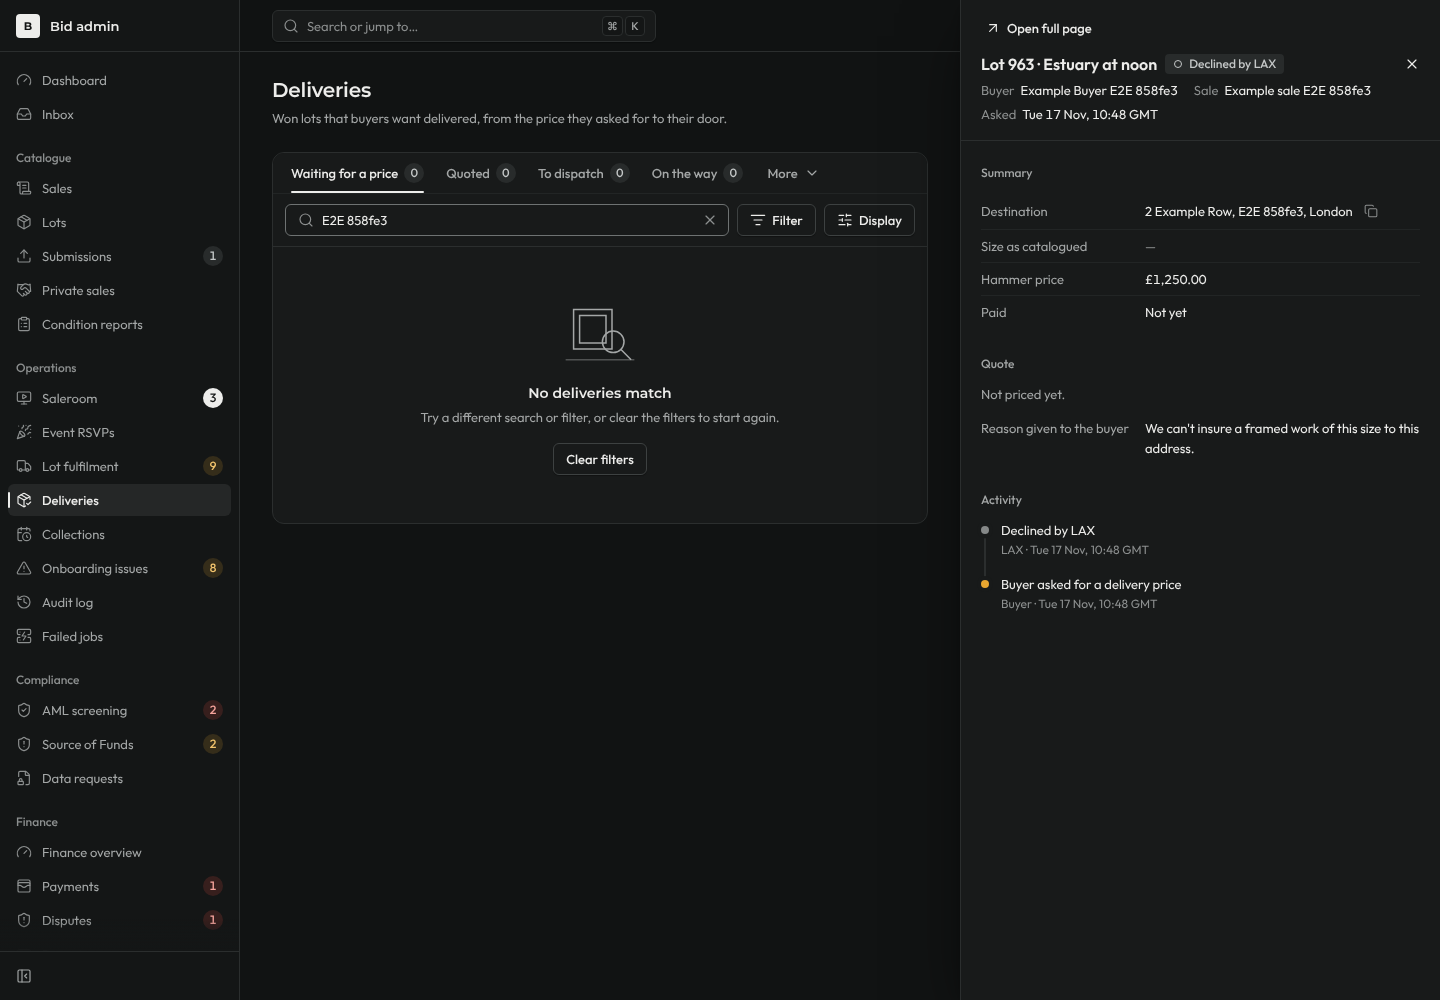 B Bid admin
Search or jump to… ⌘ K
Dashboard
Inbox
Catalogue
Sales
Lots
Submissions 1
Private sales
Condition reports
Operations
Saleroom 3
Event RSVPs
Lot fulfilment 9
Deliveries
Collections
Onboarding issues 8
Audit log
Failed jobs
Compliance
AML screening 2
Source of Funds 2
Data requests
Finance
Finance overview
Payments 1
Disputes 1
Deliveries
Won lots that buyers want delivered, from the price they asked for to their door.
Waiting for a price 0 Quoted 0 To dispatch 0 On the way 0 More
E2E 858fe3 Filter Display
No deliveries match
Try a different search or filter, or clear the filters to start again.
Clear filters
Open full page
Lot 963 · Estuary at noon Declined by LAX
Buyer Example Buyer E2E 858fe3 Sale Example sale E2E 858fe3
Asked Tue 17 Nov, 10:48 GMT
Summary
Destination 2 Example Row, E2E 858fe3, London
Size as catalogued —
Hammer price £1,250.00
Paid Not yet
Quote
Not priced yet.
Reason given to the buyer We can't insure a framed work of this size to this
address.
Activity
Declined by LAX
LAX · Tue 17 Nov, 10:48 GMT
Buyer asked for a delivery price
Buyer · Tue 17 Nov, 10:48 GMT